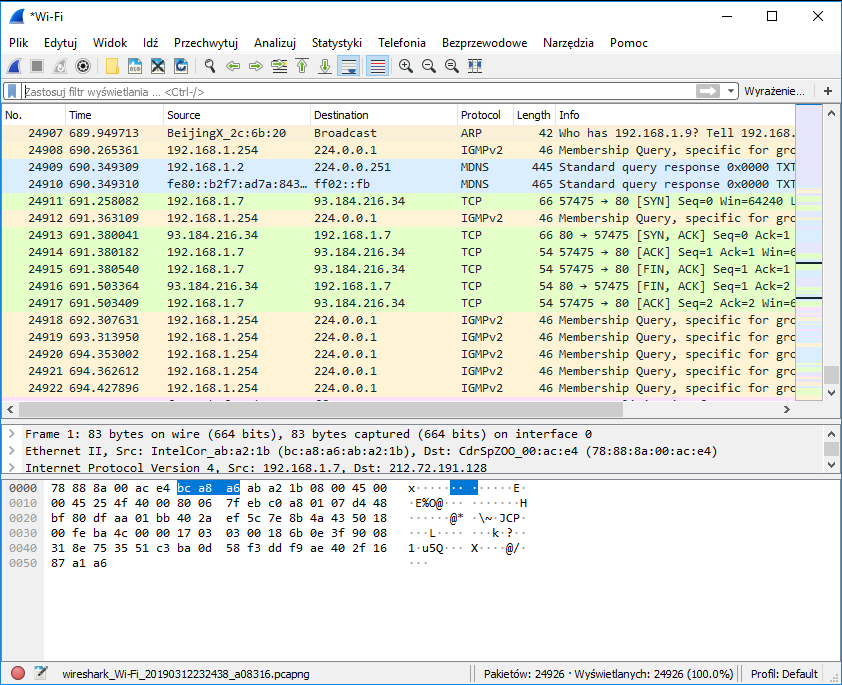 *Wi-Fi
Plik Edytuj Widok Idź Przechwytuj Analizuj Statystyki Telefonia Bezprzewodowe Narzędzia Pomoc
Zastosuj filtr wyświetlania ... <Ctrl-/> Wyrażenie... +
No. Time Source Destination Protocol Length Info
24907 689.949713 BeijingX_2c:6b:20 Broadcast ARP 42 Who has 192.168.1.9? Tell 192.168.
24908 690.265361 192.168.1.254 224.0.0.1 IGMPv2 46 Membership Query, specific for gro
24909 690.349309 192.168.1.2 224.0.0.251 MDNS 445 Standard query response 0x0000 TXT
24910 690.349310 fe80::b2f7:ad7a:843… ff02::fb MDNS 465 Standard query response 0x0000 TXT
24911 691.258082 192.168.1.7 93.184.216.34 TCP 66 57475 → 80 [SYN] Seq=0 Win=64240 L
24912 691.363109 192.168.1.254 224.0.0.1 IGMPv2 46 Membership Query, specific for gro
24913 691.380041 93.184.216.34 192.168.1.7 TCP 66 80 → 57475 [SYN, ACK] Seq=0 Ack=1
24914 691.380182 192.168.1.7 93.184.216.34 TCP 54 57475 → 80 [ACK] Seq=1 Ack=1 Win=6
24915 691.380540 192.168.1.7 93.184.216.34 TCP 54 57475 → 80 [FIN, ACK] Seq=1 Ack=1
24916 691.503364 93.184.216.34 192.168.1.7 TCP 54 80 → 57475 [FIN, ACK] Seq=1 Ack=2
24917 691.503409 192.168.1.7 93.184.216.34 TCP 54 57475 → 80 [ACK] Seq=2 Ack=2 Win=6
24918 692.307631 192.168.1.254 224.0.0.1 IGMPv2 46 Membership Query, specific for gro
24919 693.313950 192.168.1.254 224.0.0.1 IGMPv2 46 Membership Query, specific for gro
24920 694.353002 192.168.1.254 224.0.0.1 IGMPv2 46 Membership Query, specific for gro
24921 694.362612 192.168.1.254 224.0.0.1 IGMPv2 46 Membership Query, specific for gro
24922 694.427896 192.168.1.254 224.0.0.1 IGMPv2 46 Membership Query, specific for gro
Frame 1: 83 bytes on wire (664 bits), 83 bytes captured (664 bits) on interface 0
Ethernet II, Src: IntelCor_ab:a2:1b (bc:a8:a6:ab:a2:1b), Dst: CdrSpZOO_00:ac:e4 (78:88:8a:00:ac:e4)
Internet Protocol Version 4, Src: 192.168.1.7, Dst: 212.72.191.128
0000 78 88 8a 00 ac e4 bc a8 a6 ab a2 1b 08 00 45 00 x······· ······E·
0010 00 45 25 4f 40 00 80 06 7f eb c0 a8 01 07 d4 48 ·E%O@··· ·······H
0020 bf 80 df aa 01 bb 40 2a ef 5c 7e 8b 4a 43 50 18 ······@* ·\~·JCP·
0030 00 fe ba 4c 00 00 17 03 03 00 18 6b 0e 3f 90 08 ···L···· ···k·?··
0040 31 8e 75 35 51 c3 ba 0d 58 f3 dd f9 ae 40 2f 16 1·u5Q··· X····@/·
0050 87 a1 a6 ···
wireshark_Wi-Fi_20190312232438_a08316.pcapng Pakietów: 24926 · Wyświetlanych: 24926 (100.0%) Profil: Default